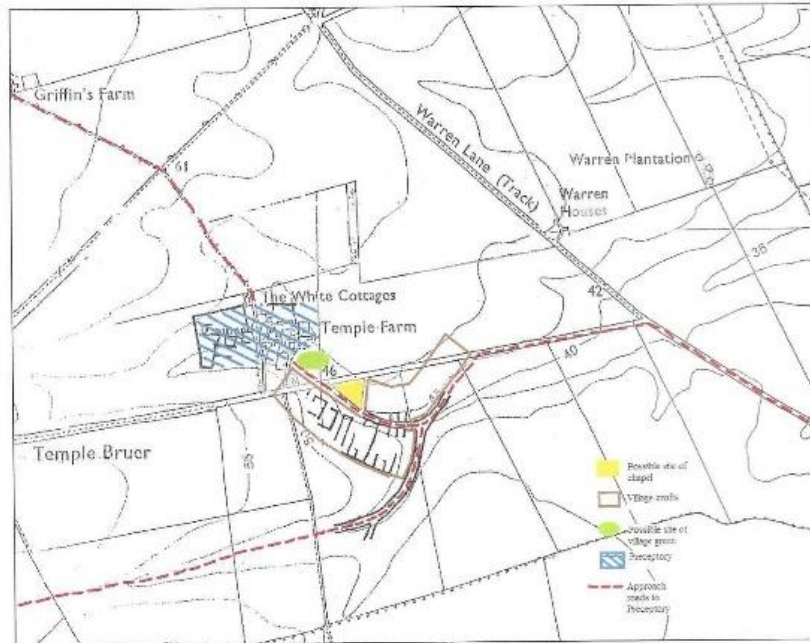 Griffin's Farm
61
Warren Lane (Track)
Warren Plantation
Warren
Houses
36
42
The White Cottages
Temple Farm
46
40
Temple Bruer
Possible site of
chapel
Village crofts
Possible site of
village green
Preceptory
Approach
roads to
Preceptory